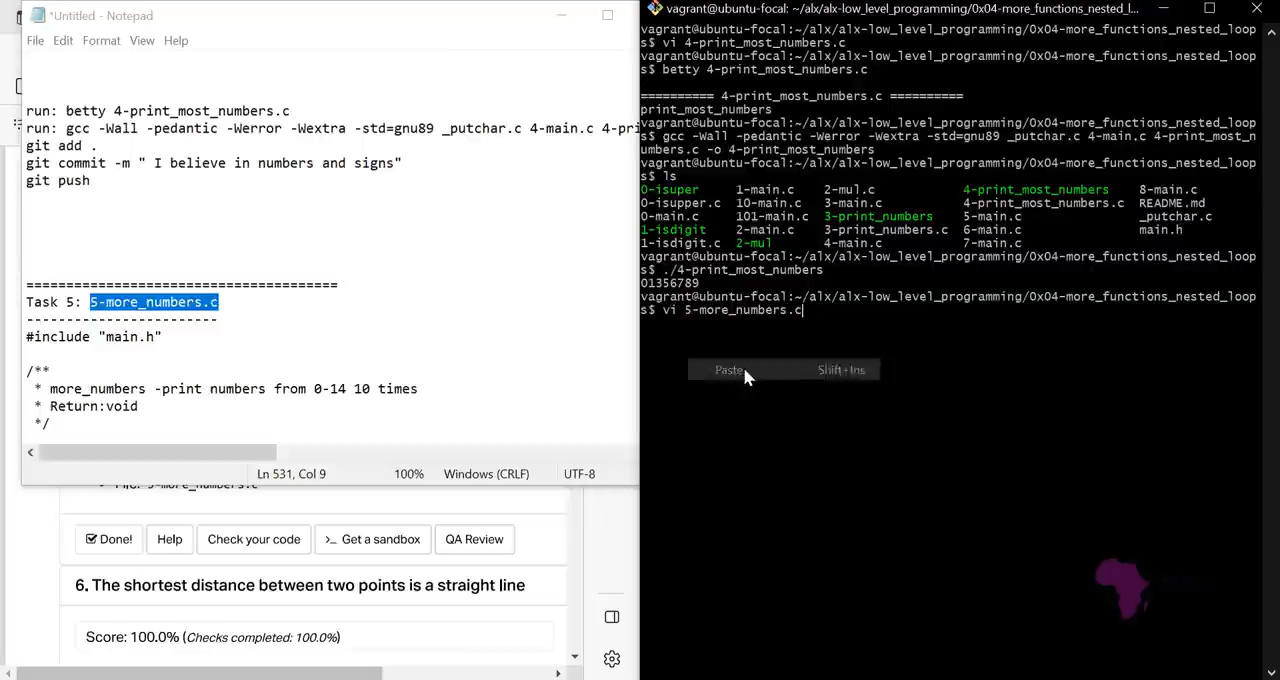 *Untitled - Notepad
File Edit Format View Help
run: betty 4-print_most_numbers.c
run: gcc -Wall -pedantic -Werror -Wextra -std=gnu89 _putchar.c 4-main.c 4-pri
git add .
git commit -m " I believe in numbers and signs"
git push
=======================================
Task 5: 5-more_numbers.c
------------------------
#include "main.h"
/**
* more_numbers -print numbers from 0-14 10 times
* Return:void
*/
Ln 531, Col 9 100% Windows (CRLF) UTF-8
5-more_numbers.c
Done! Help Check your code >_ Get a sandbox QA Review
6. The shortest distance between two points is a straight line
Score: 100.0% (Checks completed: 100.0%)
vagrant@ubuntu-focal: ~/alx/alx-low_level_programming/0x04-more_functions_nested_l...
vagrant@ubuntu-focal:~/alx/alx-low_level_programming/0x04-more_functions_nested_loop
s$ vi 4-print_most_numbers.c
vagrant@ubuntu-focal:~/alx/alx-low_level_programming/0x04-more_functions_nested_loop
s$ betty 4-print_most_numbers.c
========== 4-print_most_numbers.c ==========
print_most_numbers
vagrant@ubuntu-focal:~/alx/alx-low_level_programming/0x04-more_functions_nested_loop
s$ gcc -Wall -pedantic -Werror -Wextra -std=gnu89 _putchar.c 4-main.c 4-print_most_n
umbers.c -o 4-print_most_numbers
vagrant@ubuntu-focal:~/alx/alx-low_level_programming/0x04-more_functions_nested_loop
s$ ls
0-isuper 1-main.c 2-mul.c 4-print_most_numbers 8-main.c
0-isupper.c 10-main.c 3-main.c 4-print_most_numbers.c README.md
0-main.c 101-main.c 3-print_numbers 5-main.c _putchar.c
1-isdigit 2-main.c 3-print_numbers.c 6-main.c main.h
1-isdigit.c 2-mul 4-main.c 7-main.c
vagrant@ubuntu-focal:~/alx/alx-low_level_programming/0x04-more_functions_nested_loop
s$ ./4-print_most_numbers
01356789
vagrant@ubuntu-focal:~/alx/alx-low_level_programming/0x04-more_functions_nested_loop
s$ vi 5-more_numbers.c
Paste Shift+Ins